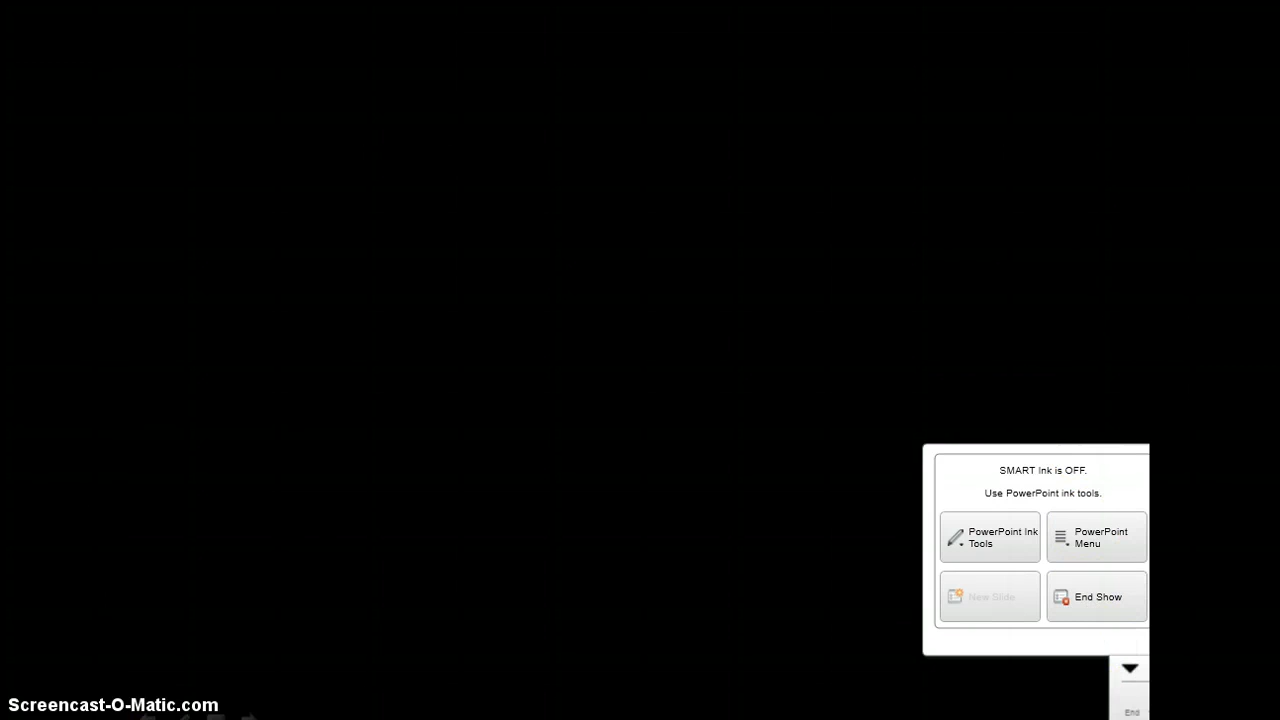 SMART Ink is OFF.
Use PowerPoint ink tools.
PowerPoint Ink
Tools
PowerPoint
Menu
New Slide
End Show
End
Screencast-O-Matic.com